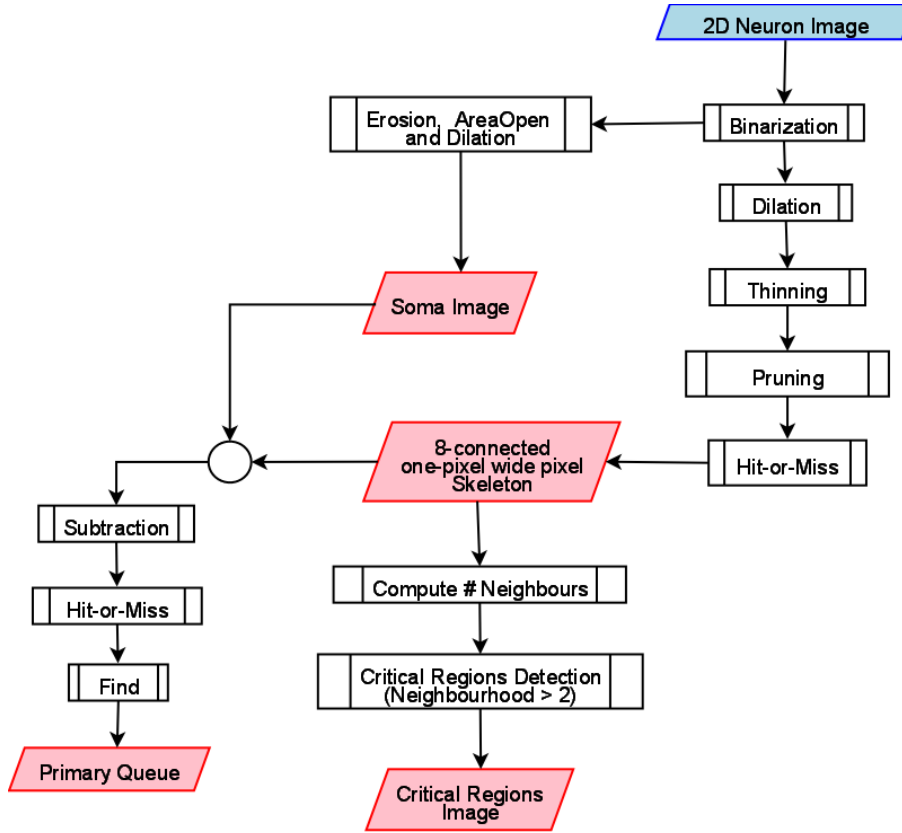 2D Neuron Image
Erosion, AreaOpen
and Dilation
Binarization
Dilation
Thinning
Soma Image
Pruning
8-connected
one-pixel wide pixel
Skeleton
Hit-or-Miss
Subtraction
Compute # Neighbours
Hit-or-Miss
Critical Regions Detection
(Neighbourhood > 2)
Find
Primary Queue
Critical Regions
Image